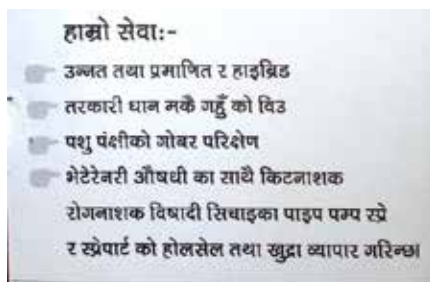 हाम्रो सेवाः-
उन्नत तथा प्रमाणित र हाइब्रिड
तरकारी धान मकै गहुँ को विउ
पशु पंक्षीको गोबर परिक्षेण
भेटेरेनरी औषधी का साथै किटनाशक
रोगनाशक विषादी सिचाइका पाइप पम्प स्प्रे
र स्प्रेपार्ट को होलसेल तथा खुद्रा व्यापार गरिन्छ।